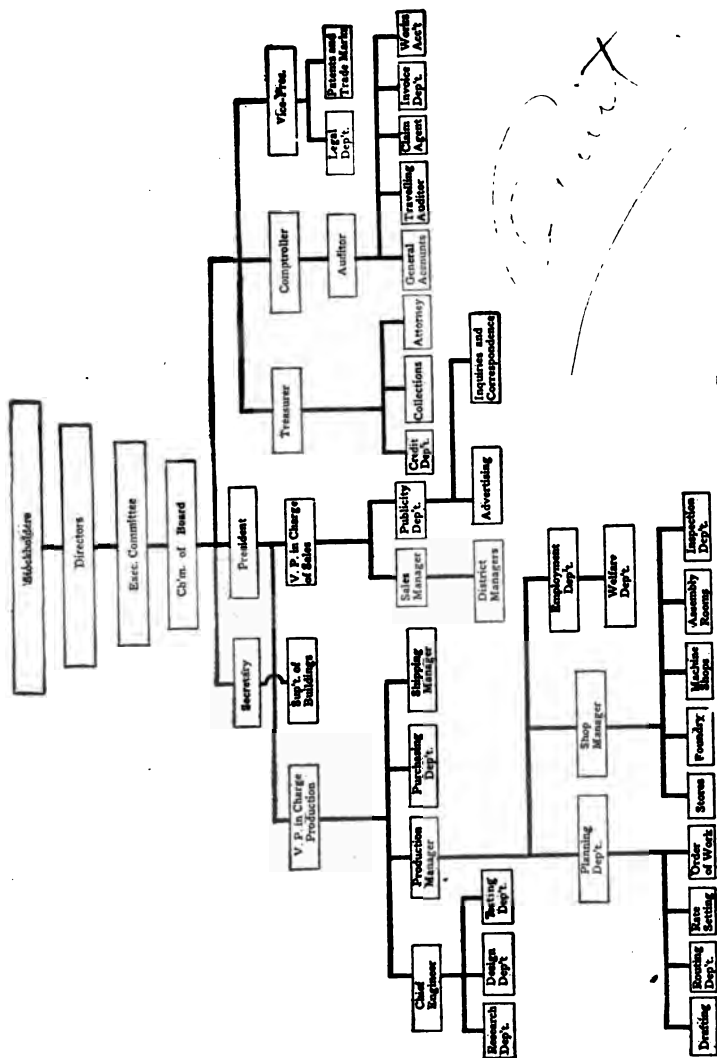 Stockholders
Directors
Exec. Committee
Ch'm. of Board
Secretary
President
Sup't. of
Buildings
V. P. in Charge
Production
V. P. in Charge
of Sales
Treasurer
Comptroller
Vice-Pres.
Auditor
Legal
Dep't.
Patents and
Trade Marks
Chief
Engineer
Production
Manager
Purchasing
Dep't.
Shipping
Manager
Sales
Manager
Publicity
Dep't.
Credit
Dep't.
Collections
Attorney
General
Accounts
Travelling
Auditor
Claim
Agent
Invoice
Dep't.
Works
Acc't
Research
Dep't.
Design
Dep't
Testing
Dep't.
District
Managers
Advertising
Inquiries and
Correspondence
Planning
Dep't.
Shop
Manager
Employment
Dep't.
Welfare
Dep't.
Drafting
Routing
Dep't.
Rate
Setting
Order
of Work
Stores
Foundry
Machine
Shops
Assembly
Rooms
Inspection
Dep't.